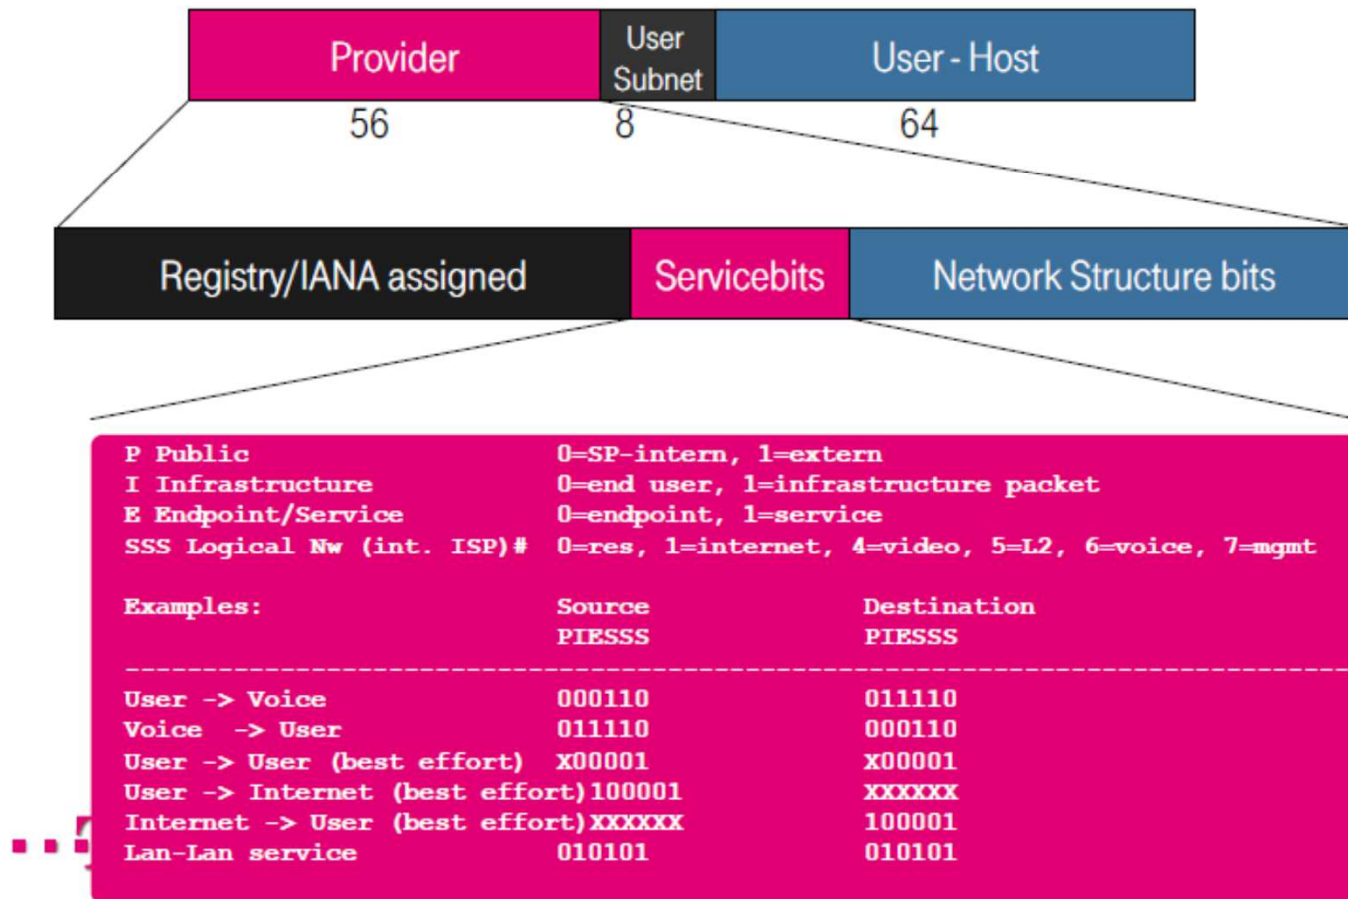 Provider
User
Subnet
User - Host
56 8 64
Registry/IANA assigned Servicebits Network Structure bits
P Public 0=SP-intern, 1=extern
I Infrastructure 0=end user, 1=infrastructure packet
E Endpoint/Service 0=endpoint, 1=service
SSS Logical Nw (int. ISP)# 0=res, 1=internet, 4=video, 5=L2, 6=voice, 7=mgmt
Examples: Source Destination
PIESSS PIESSS
--------------------------------------------------------------------------------
User -> Voice 000110 011110
Voice -> User 011110 000110
User -> User (best effort) X00001 X00001
User -> Internet (best effort)100001 XXXXXX
Internet -> User (best effort)XXXXXX 100001
Lan-Lan service 010101 010101